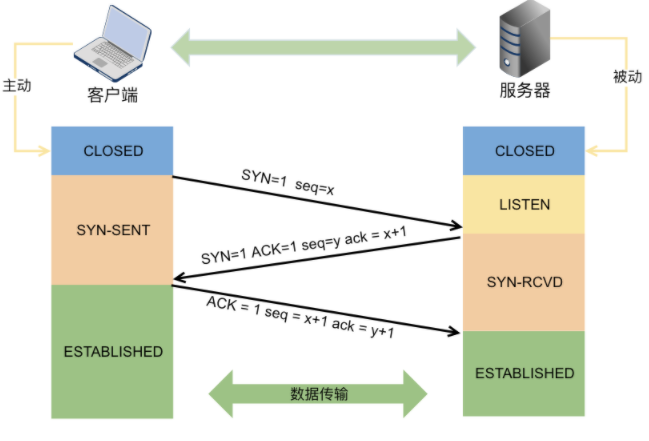 主动
客户端
服务器
被动
CLOSED
CLOSED
SYN=1 seq=x
LISTEN
SYN-SENT
SYN=1 ACK=1 seq=y ack = x+1
SYN-RCVD
ACK = 1 seq = x+1 ack = y+1
ESTABLISHED
ESTABLISHED
数据传输